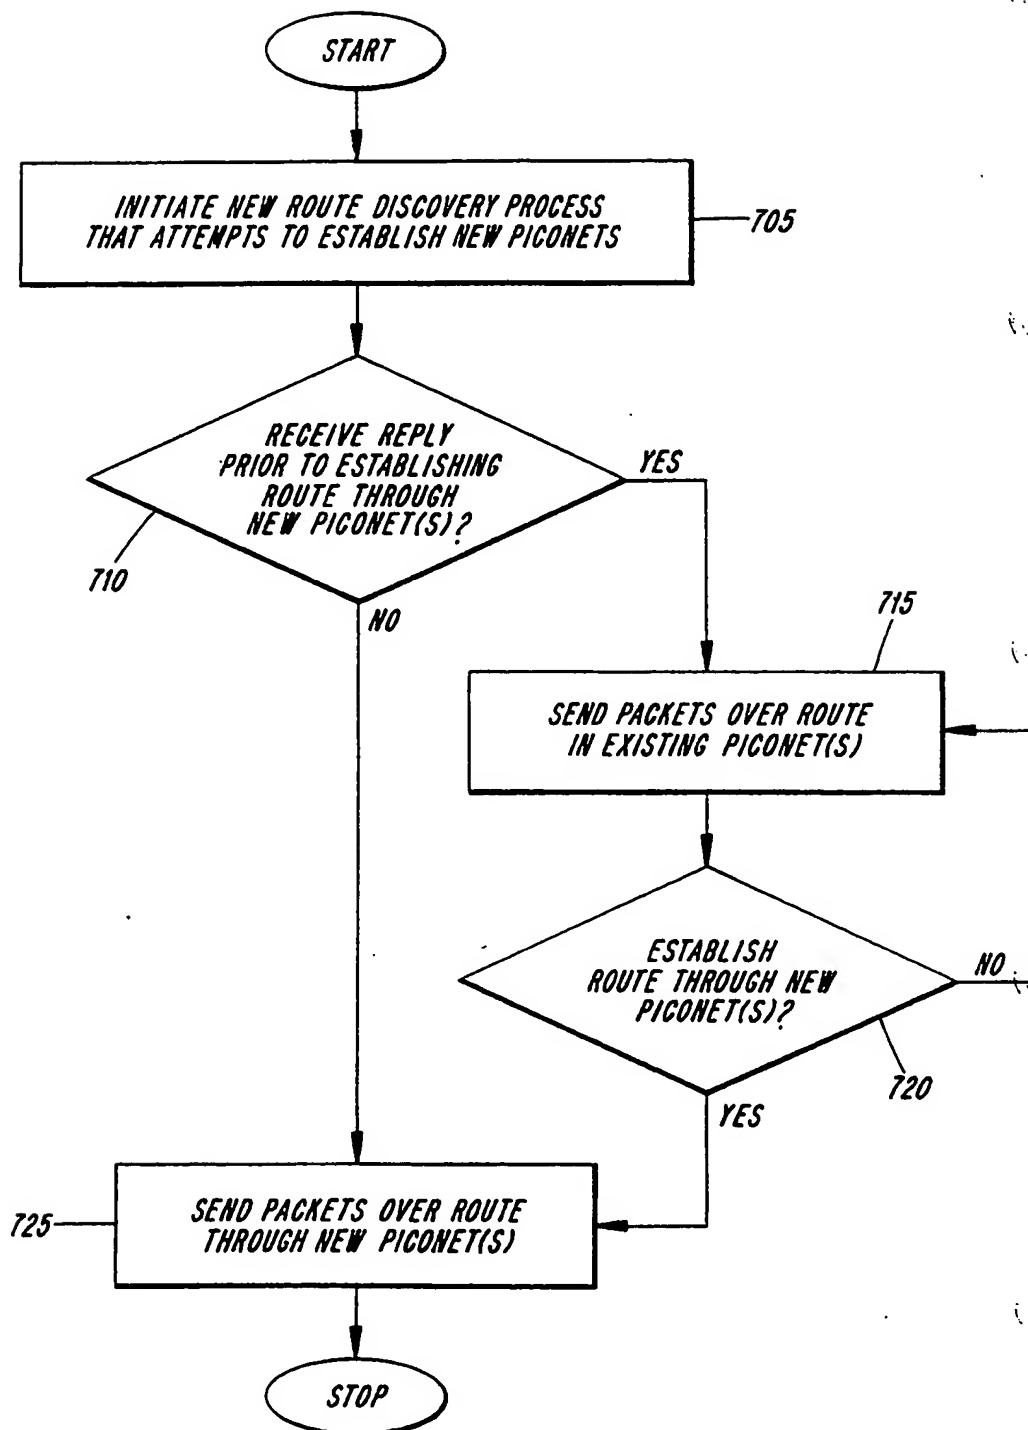 START
INITIATE NEW ROUTE DISCOVERY PROCESS
THAT ATTEMPTS TO ESTABLISH NEW PICONETS
705
RECEIVE REPLY
PRIOR TO ESTABLISHING
ROUTE THROUGH
NEW PICONET(S)?
YES
710
NO
715
SEND PACKETS OVER ROUTE
IN EXISTING PICONET(S)
ESTABLISH
ROUTE THROUGH NEW
PICONET(S)?
NO
720
YES
725
SEND PACKETS OVER ROUTE
THROUGH NEW PICONET(S)
STOP